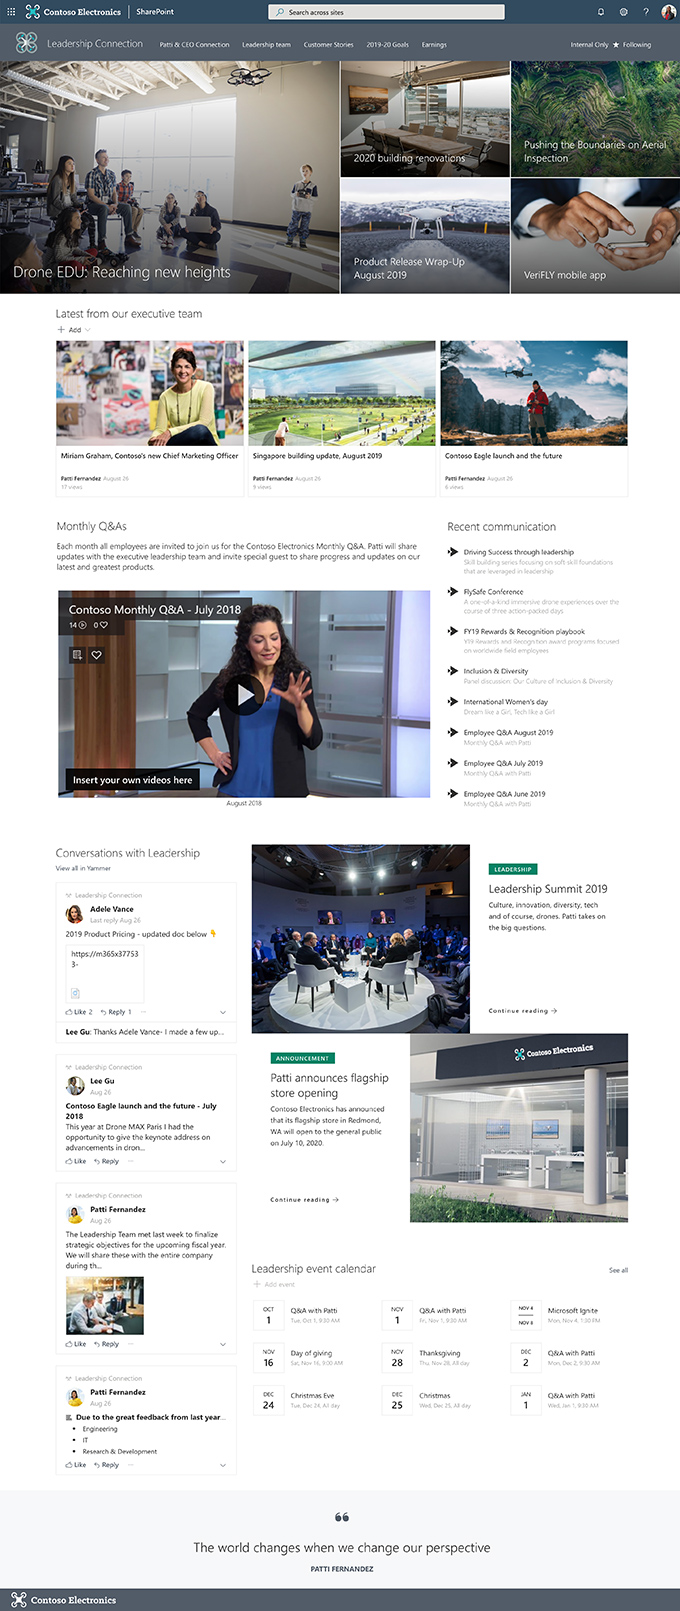 Contoso Electronics
SharePoint
Search across sites
?
Leadership Connection
Patti & CEO Connection
Leadership team
Customer Stories
2019-20 Goals
Earnings
Internal Only
Following
Drone EDU: Reaching new heights
2020 building renovations
Pushing the Boundaries on Aerial
Inspection
Product Release Wrap-Up
August 2019
VeriFLY mobile app
Latest from our executive team
Add
Miriam Graham, Contoso's new Chief Marketing Officer
Patti Fernandez August 26
17 views
Singapore building update, August 2019
Patti Fernandez August 26
9 views
Contoso Eagle launch and the future
Patti Fernandez August 26
6 views
Monthly Q&As
Each month all employees are invited to join us for the Contoso Electronics Monthly Q&A. Patti will share
updates with the executive leadership team and invite special guest to share progress and updates on our
latest and greatest products.
Contoso Monthly Q&A - July 2018
14
0
Insert your own videos here
August 2018
Recent communication
Driving Success through leadership
Skill building series focusing on soft skill foundations
that are leveraged in leadership
FlySafe Conference
A one-of-a-kind immersive drone experiences over the
course of three action-packed days
FY19 Rewards & Recognition playbook
Y19 Rewards and Recognition award programs focused
on worldwide field employees
Inclusion & Diversity
Panel discussion: Our Culture of Inclusion & Diversity
International Women's day
Dream like a Girl, Tech like a Girl
Employee Q&A August 2019
Monthly Q&A with Patti
Employee Q&A July 2019
Monthly Q&A with Patti
Employee Q&A June 2019
Monthly Q&A with Patti
Conversations with Leadership
View all in Yammer
Leadership Connection
Adele Vance
Last reply Aug 26
2019 Product Pricing - updated doc below 👇
https://m365x37753
3-
Like 2
Reply 1
Lee Gu: Thanks Adele Vance- I made a few up...
Leadership Connection
Lee Gu
Aug 26
Contoso Eagle launch and the future - July
2018
This year at Drone MAX Paris I had the
opportunity to give the keynote address on
advancements in dron...
Like
Reply
Leadership Connection
Patti Fernandez
Aug 26
The Leadership Team met last week to finalize
strategic objectives for the upcoming fiscal year.
We will share these with the entire company
during th...
Like
Reply
Leadership Connection
Patti Fernandez
Aug 26
Due to the great feedback from last year...
• Engineering
• IT
• Research & Development
Like
Reply
LEADERSHIP
Leadership Summit 2019
Culture, innovation, diversity, tech
and of course, drones. Patti takes on
the big questions.
Continue reading →
ANNOUNCEMENT
Patti announces flagship
store opening
Contoso Electronics has announced
that its flagship store in Redmond,
WA will open to the general public
on July 10, 2020.
Continue reading →
Contoso Electronics
Leadership event calendar
See all
Add event
OCT
1
Q&A with Patti
Tue, Oct 1, 9:30 AM
NOV
1
Q&A with Patti
Fri, Nov 1, 9:30 AM
NOV 4
NOV 8
Microsoft Ignite
Mon, Nov 4, 1:30 PM
NOV
16
Day of giving
Sat, Nov 16, 9:00 AM
NOV
28
Thanksgiving
Thu, Nov 28, All day
DEC
2
Q&A with Patti
Mon, Dec 2, 9:30 AM
DEC
24
Christmas Eve
Tue, Dec 24, All day
DEC
25
Christmas
Wed, Dec 25, All day
JAN
1
Q&A with Patti
Wed, Jan 1, 9:30 AM
The world changes when we change our perspective
PATTI FERNANDEZ
Contoso Electronics